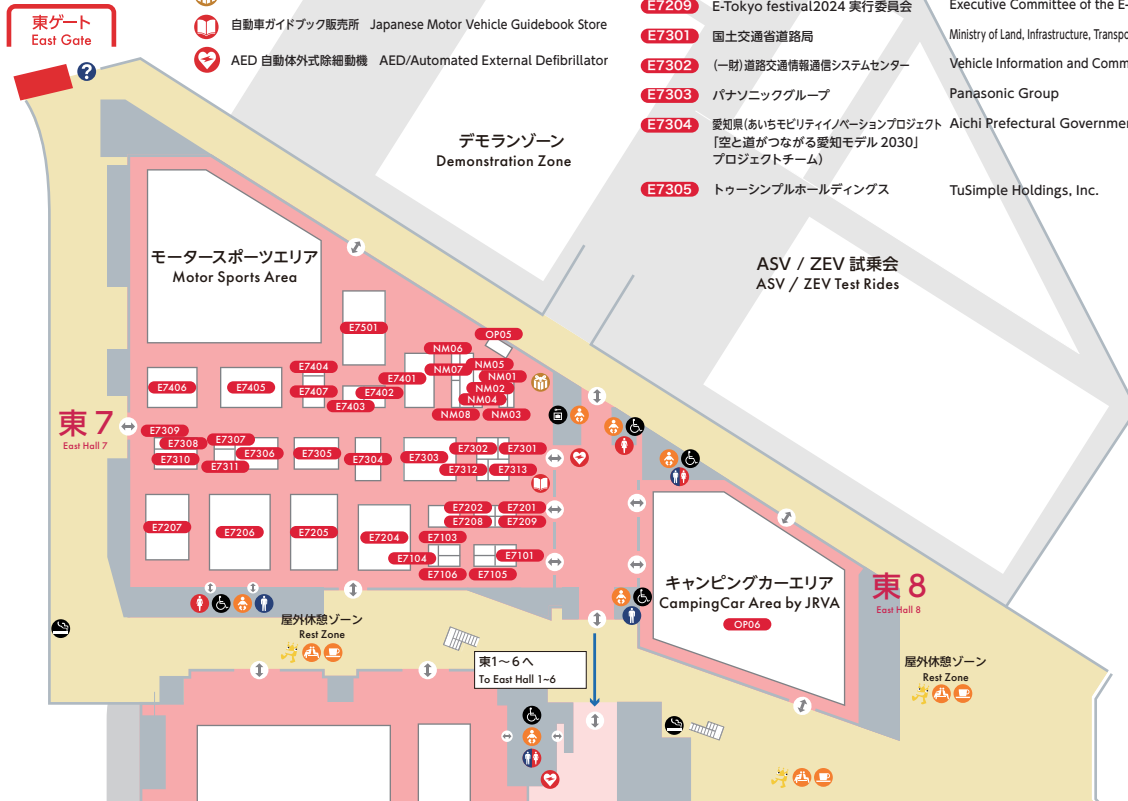 東ゲート
East Gate
自動車ガイドブック販売所 Japanese Motor Vehicle Guidebook Store
AED 自動体外式除細動機 AED/Automated External Defibrillator
E7209 E-Tokyo festival2024 実行委員会 Executive Committee of the E-
E7301 国土交通省道路局 Ministry of Land, Infrastructure, Transpo
E7302 (一財)道路交通情報通信システムセンター Vehicle Information and Comm
E7303 パナソニックグループ Panasonic Group
E7304 愛知県(あいちモビリティイノベーションプロジェクト Aichi Prefectural Governme
「空と道がつながる愛知モデル 2030」
プロジェクトチーム)
E7305 トゥーシンプルホールディングス TuSimple Holdings, Inc.
?
デモランゾーン
Demonstration Zone
ASV / ZEV 試乗会
ASV / ZEV Test Rides
モータースポーツエリア
Motor Sports Area
E7501
OP05
NM06
NM07
NM05
NM01
NM02
NM04
NM08
NM03
E7404
E7401
E7406
E7405
E7407
E7402
E7403
東7
East Hall 7
E7309
E7308
E7307
E7310
E7306
E7311
E7305
E7304
E7303
E7302
E7301
E7312
E7313
E7207
E7206
E7205
E7204
E7202
E7201
E7208
E7209
E7103
E7104
E7101
E7106
E7105
キャンピングカーエリア
CampingCar Area by JRVA
OP06
東8
East Hall 8
屋外休憩ゾーン
Rest Zone
東1～6へ
To East Hall 1~6
屋外休憩ゾーン
Rest Zone